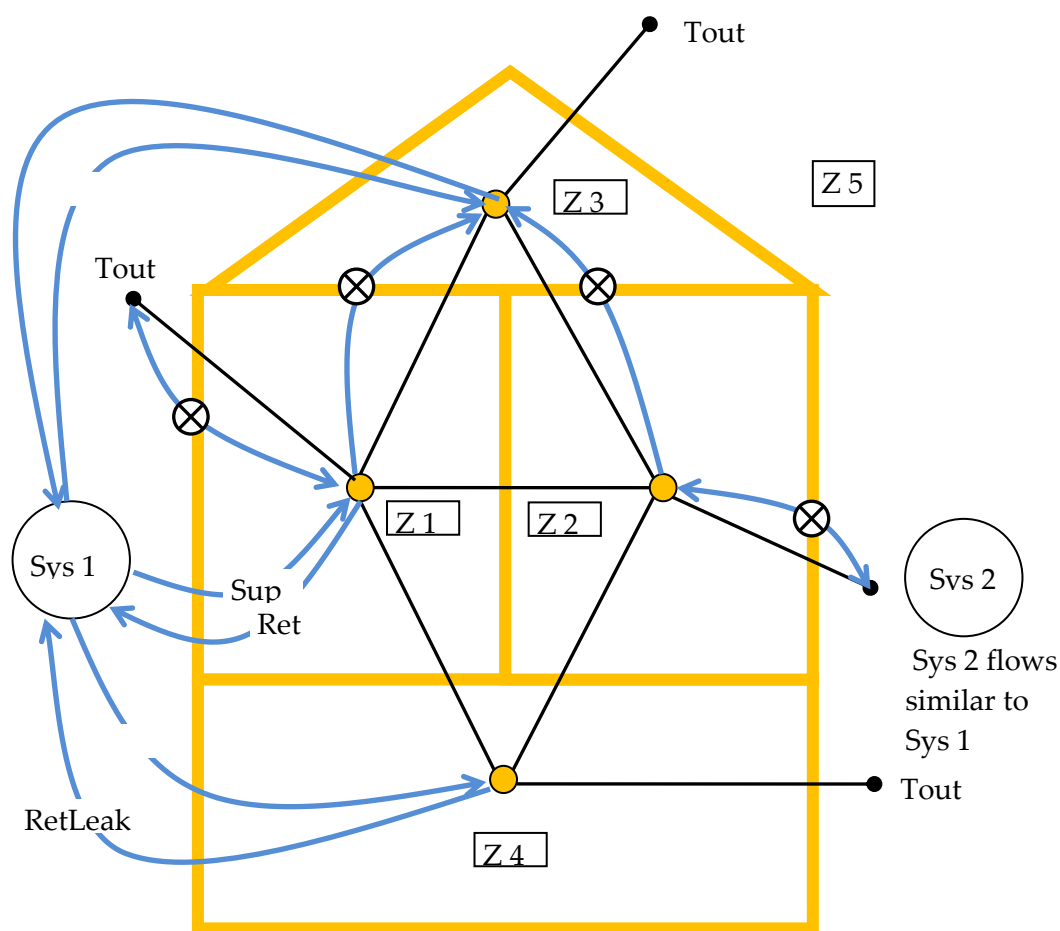 Tout
Z 5
Z 3
Tout
Z 1
Z 2
Sys 1
Sup
Ret
Sys 2
Sys 2 flows
similar to
Sys 1
Tout
RetLeak
Z 4